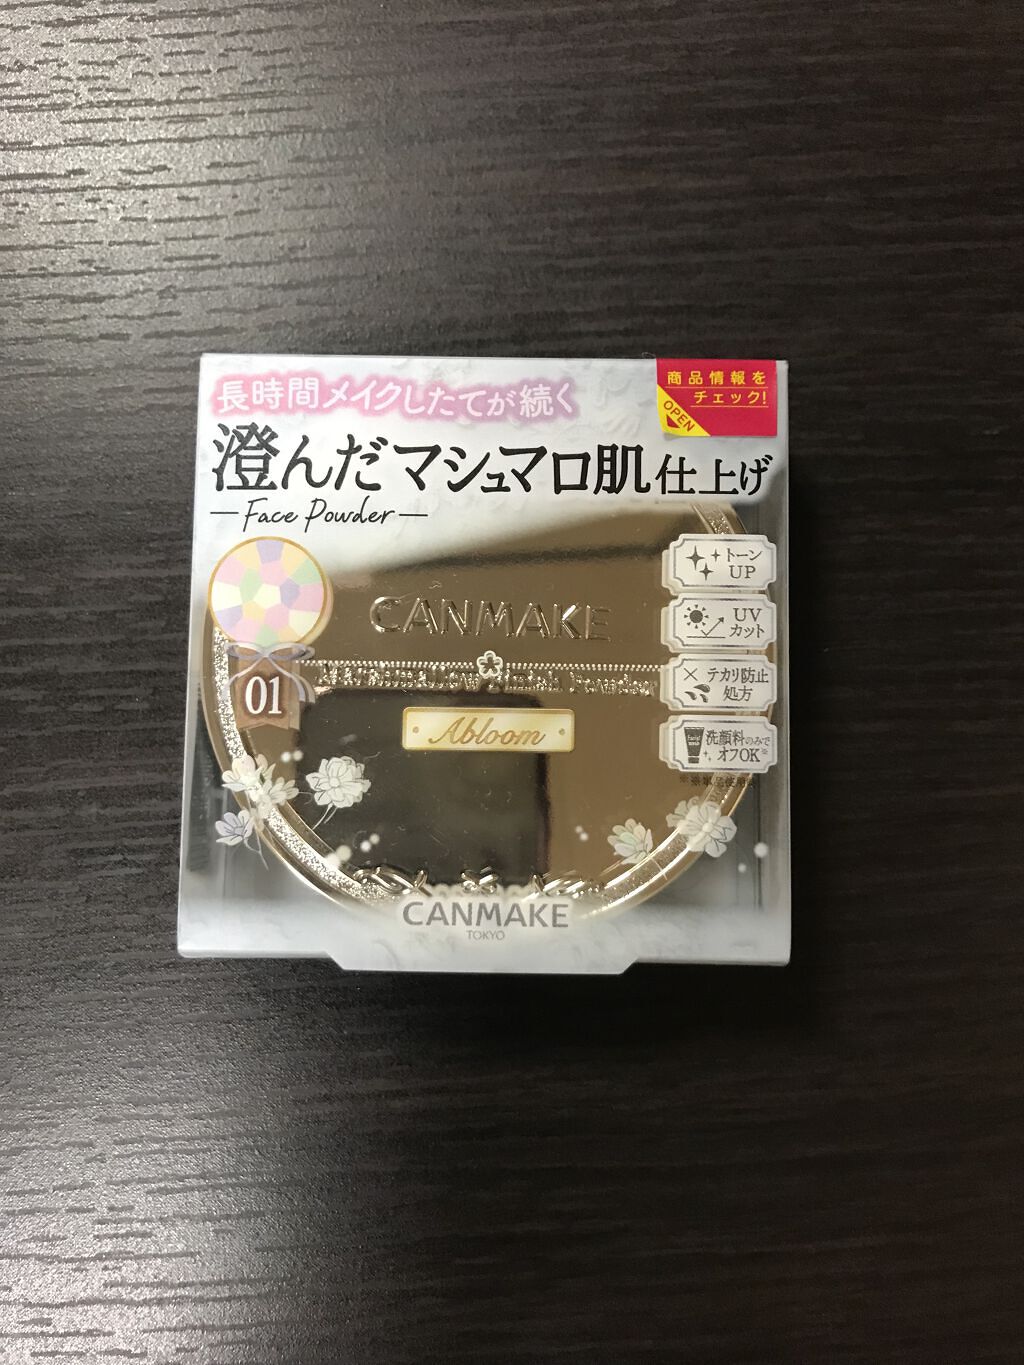 長時間メイクしたてが続く
商品情報を
チェック!
OPEN
澄んだマシュマロ肌仕上げ
Face Powder
トーン
UP
CANMAKE
UV
カット
Marshmallow Finish Powder
テカリ防止
処方
01
Abloom
洗顔料のみで
オフOK※
CANMAKE
TOKYO